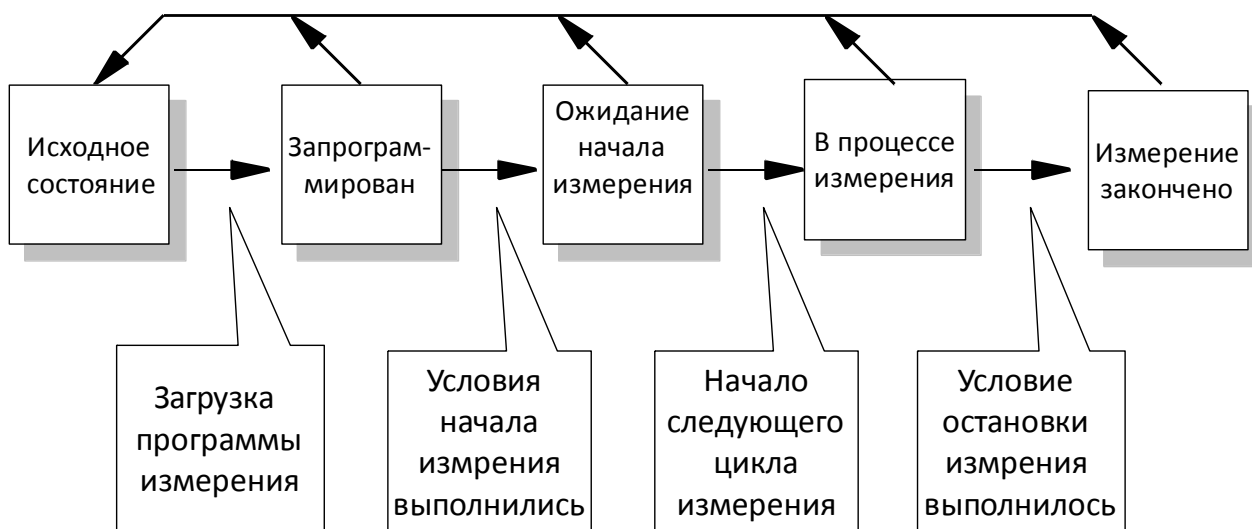 Исходное
состояние
Запрограм-
мирован
Ожидание
начала
измерения
В процессе
измерения
Измерение
закончено
Загрузка
программы
измерения
Условия
начала
измрения
выполнились
Начало
следующего
цикла
измерения
Условие
остановки
измрения
выполнилось